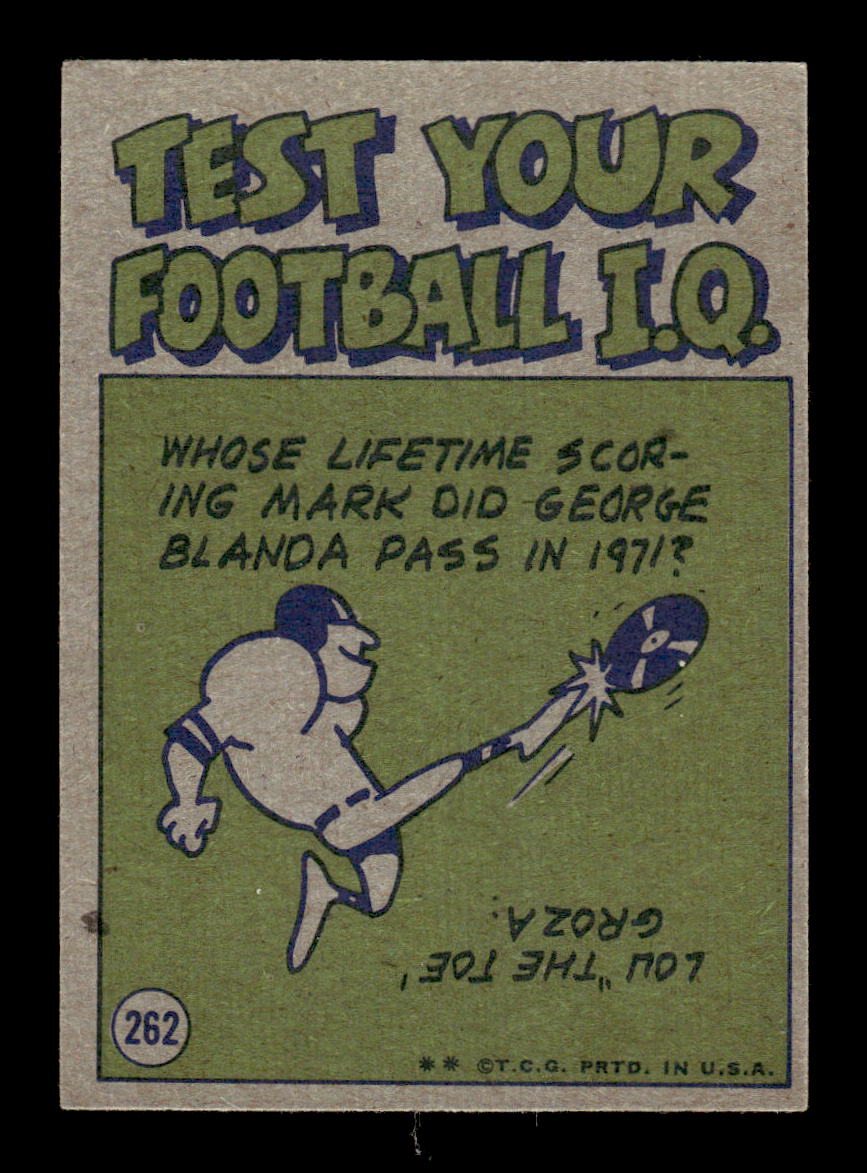 TEST YOUR
FOOTBALL I.Q.
WHOSE LIFETIME SCOR-
ING MARK DID GEORGE
BLANDA PASS IN 1971?
LOU "THE TOE'
GROZA.
262
** ©T.C.G. PRTD. IN U.S.A.